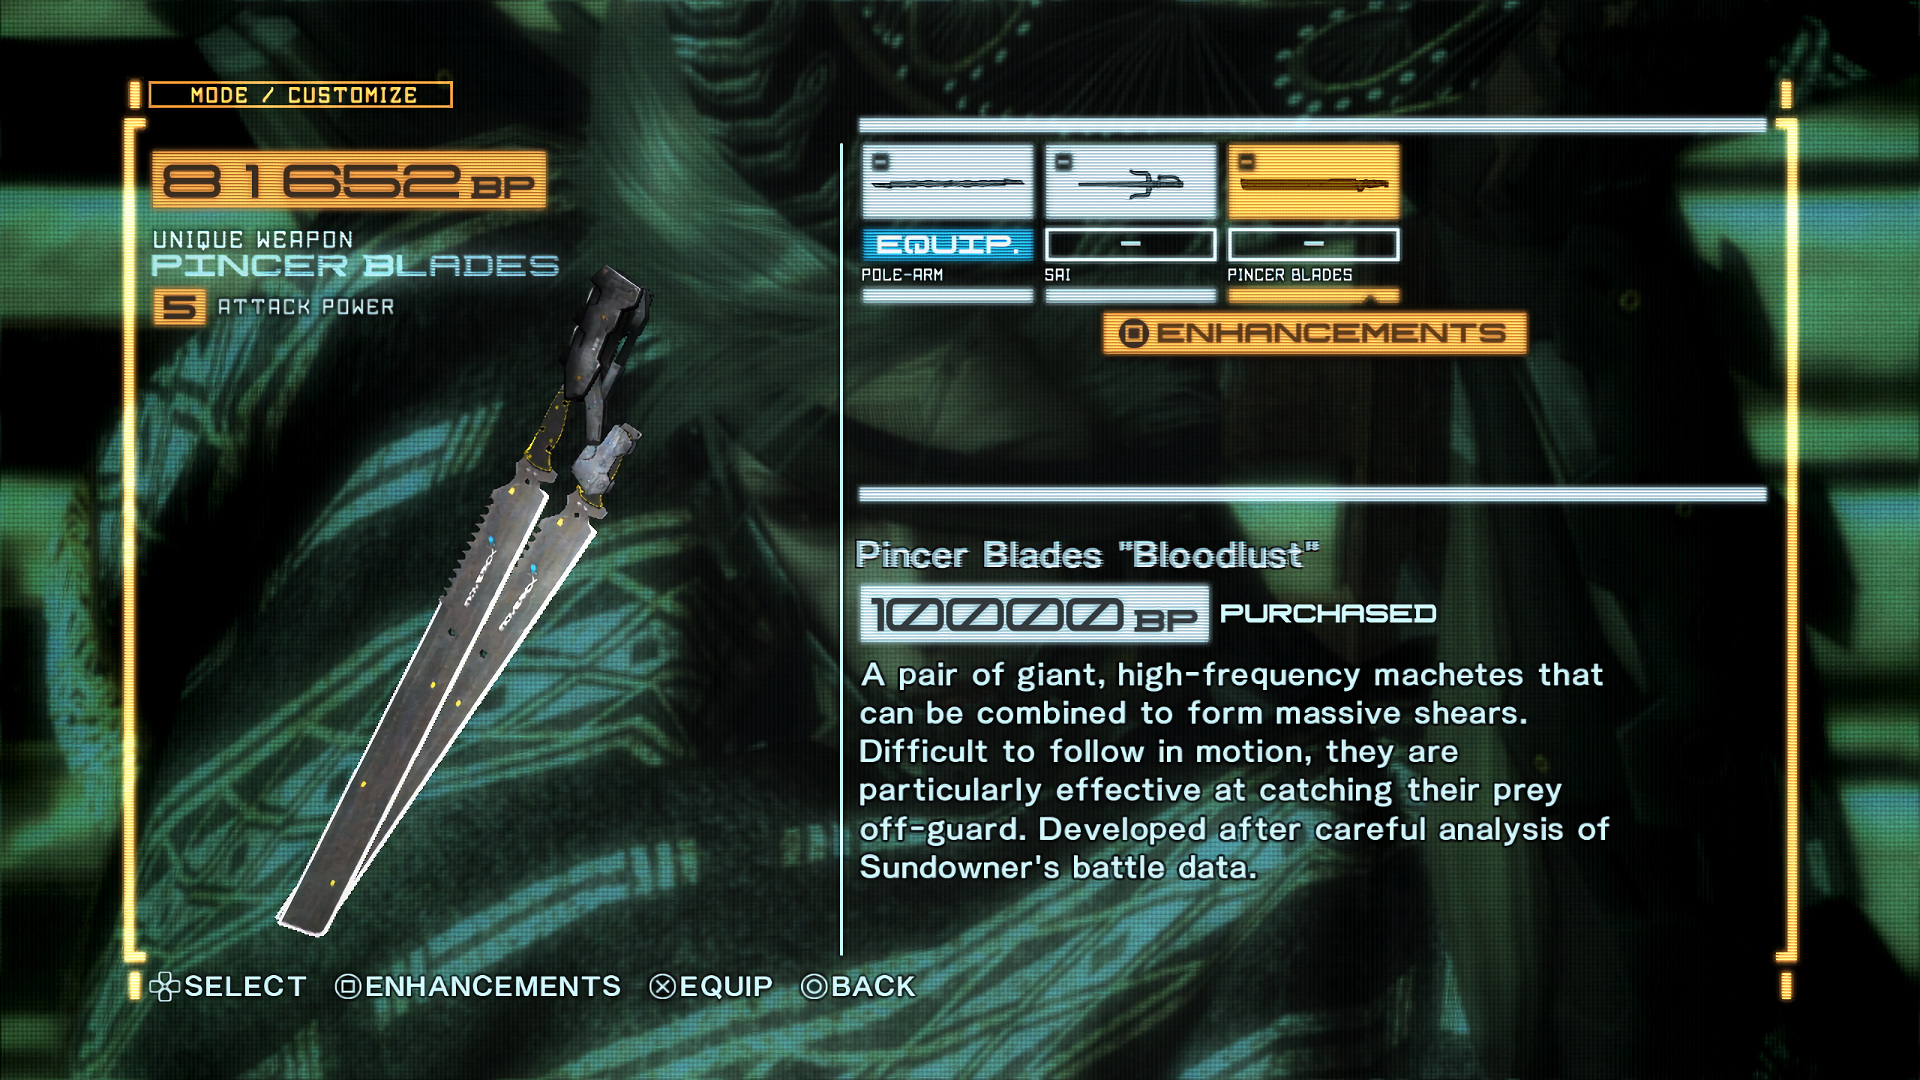 MODE / CUSTOMIZE
81652 BP
UNIQUE WEAPON
PINCER BLADES
5 ATTACK POWER
EQUIP.
POLE-ARM SAI PINCER BLADES
ENHANCEMENTS
Pincer Blades "Bloodlust"
10000 BP PURCHASED
A pair of giant, high-frequency machetes that
can be combined to form massive shears.
Difficult to follow in motion, they are
particularly effective at catching their prey
off-guard. Developed after careful analysis of
Sundowner's battle data.
SELECT ENHANCEMENTS EQUIP BACK